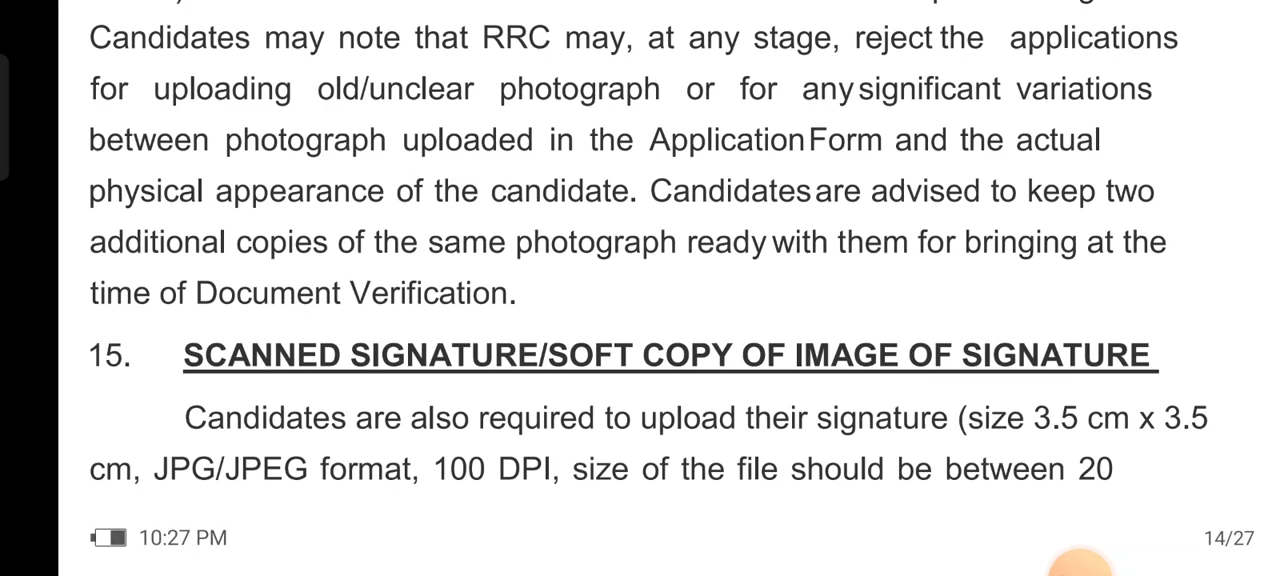 Candidates may note that RRC may, at any stage, reject the applications
for uploading old/unclear photograph or for any significant variations
between photograph uploaded in the Application Form and the actual
physical appearance of the candidate. Candidates are advised to keep two
additional copies of the same photograph ready with them for bringing at the
time of Document Verification.
15. SCANNED SIGNATURE/SOFT COPY OF IMAGE OF SIGNATURE
Candidates are also required to upload their signature (size 3.5 cm x 3.5
cm, JPG/JPEG format, 100 DPI, size of the file should be between 20
10:27 PM 14/27